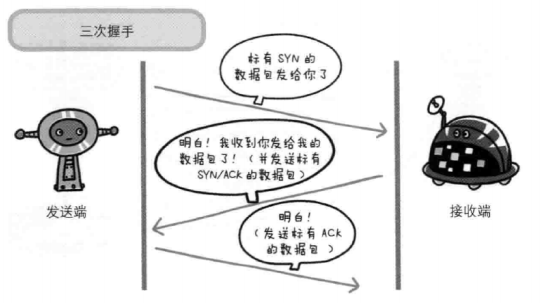 三次握手
标有 SYN 的
数据包发给你了
明白！我收到你发给我的
数据包了！（并发送标有
SYN/ACK 的数据包）
发送端
接收端
明白！
（发送标有 ACK
的数据包 ）